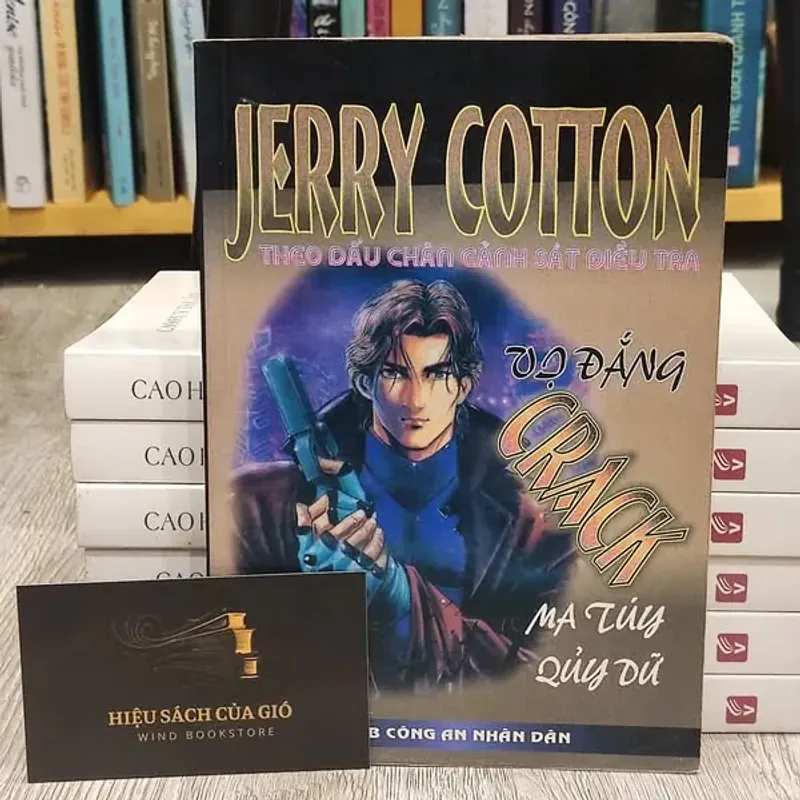 JERRY COTTON
THEO DẤU CHÂN CẢNH SÁT ĐIỀU TRA
VỊ ĐẮNG
CRACK
MA TÚY
QUỶ DỮ
B CÔNG AN NHÂN DÂN
HIỆU SÁCH CỦA GIÓ
WIND BOOKSTORE
CAO H
CAO H
CAO H
CAO H